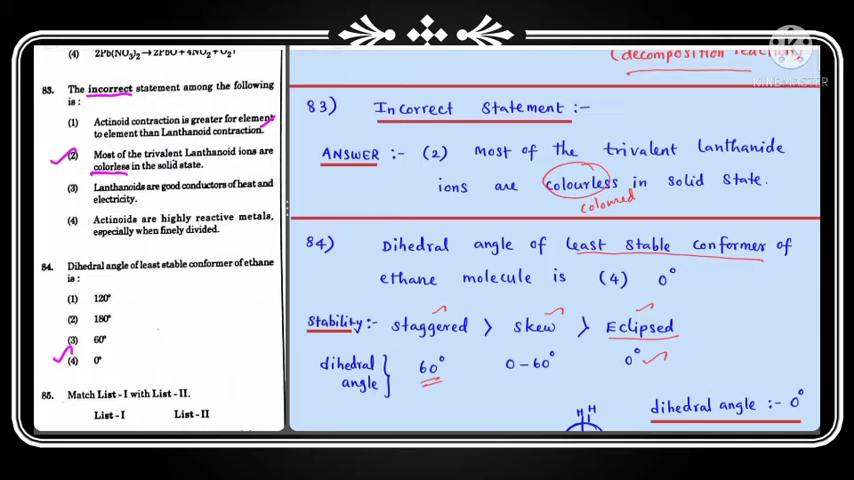 (4) 2Pb(NO₃)₂ → 2PbO + 4NO₂ + O₂↑
83. The incorrect statement among the following
is :
(1) Actinoid contraction is greater for element
to element than Lanthanoid contraction.
(2) Most of the trivalent Lanthanoid ions are
colorless in the solid state.
(3) Lanthanoids are good conductors of heat and
electricity.
(4) Actinoids are highly reactive metals,
especially when finely divided.
84. Dihedral angle of least stable conformer of ethane
is :
(1) 120°
(2) 180°
(3) 60°
(4) 0°
85. Match List - I with List - II.
List - I List - II
(decomposition reaction)
KINEMASTER
83) Incorrect Statement :-
ANSWER :- (2) Most of the trivalent Lanthanide
ions are colourless in solid State.
coloured
84) Dihedral angle of least stable conformer of
ethane molecule is (4) 0°
Stability :- staggered > skew > Eclipsed
dihedral angle } 60° 0-60° 0°
H H dihedral angle :- 0°